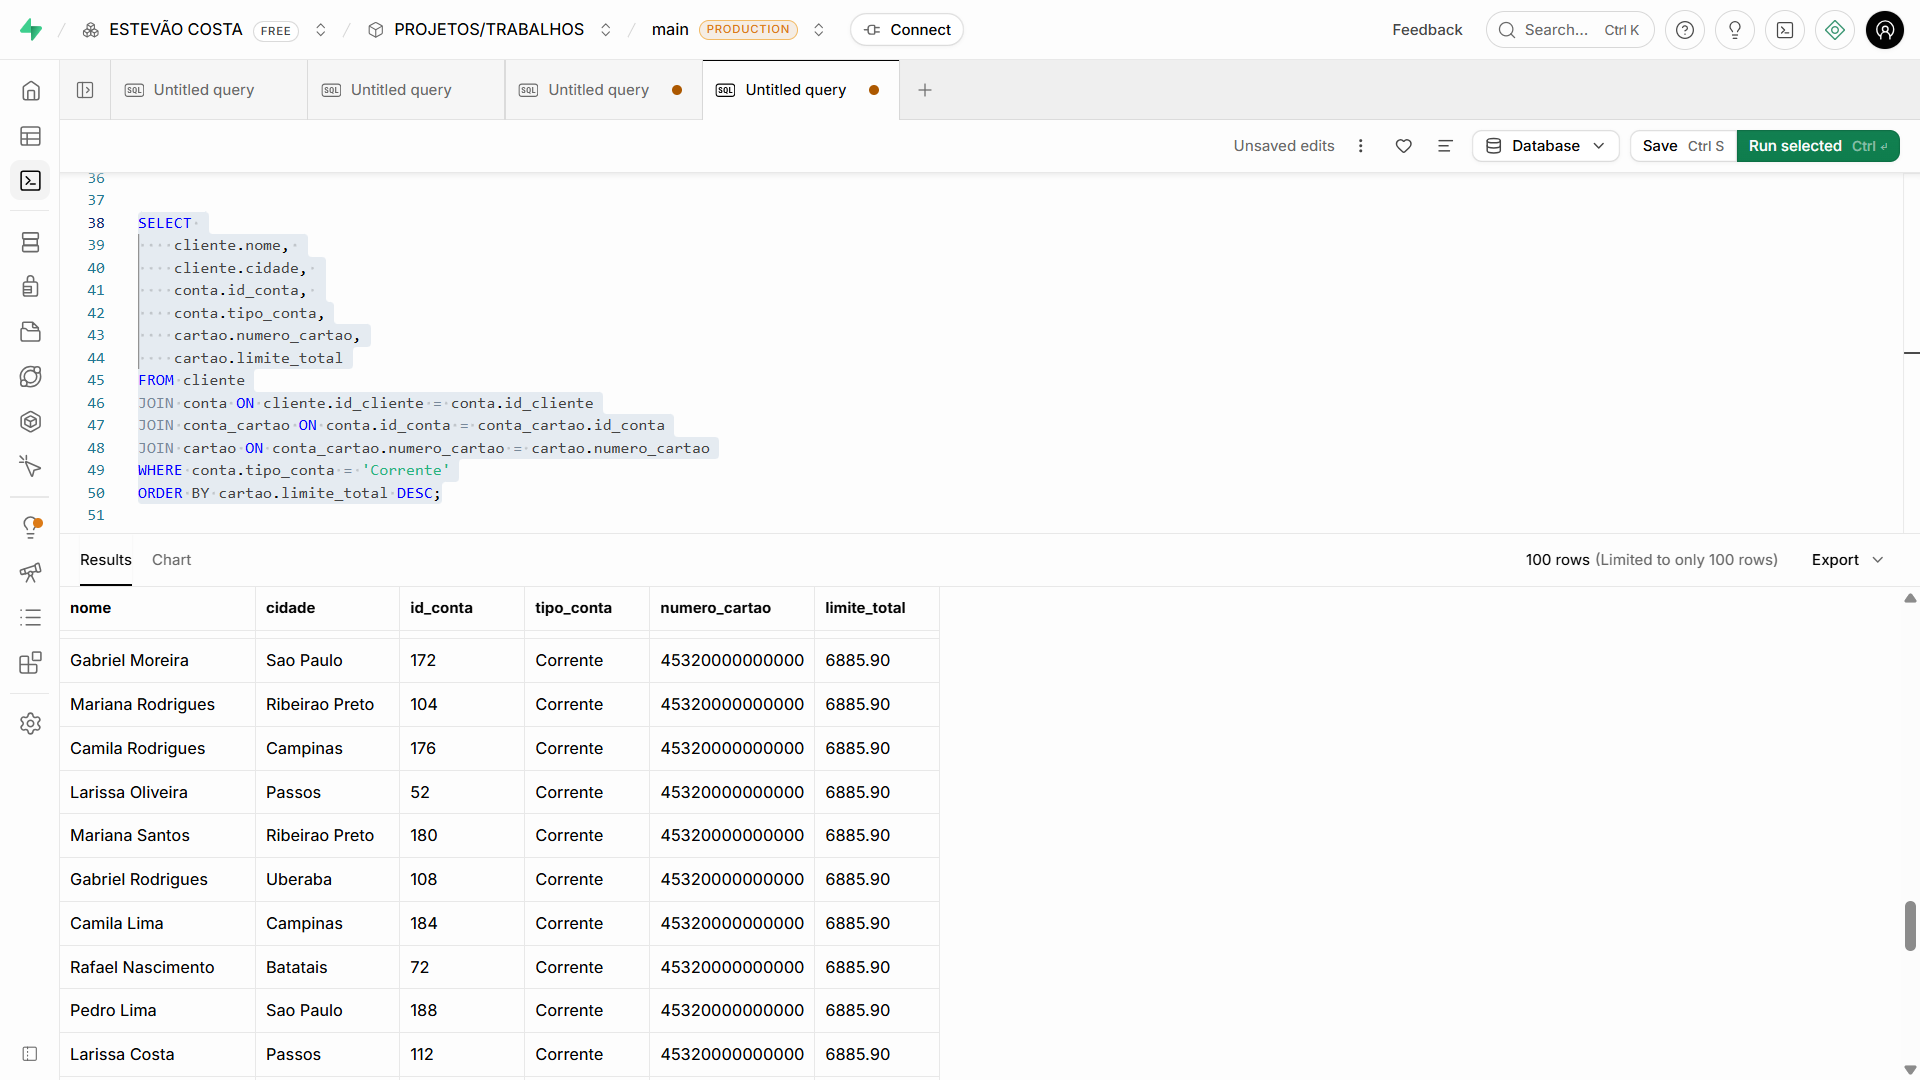 ESTEVÃO COSTA FREE PROJETOS/TRABALHOS main PRODUCTION Connect Feedback Search... Ctrl K
SQL Untitled query SQL Untitled query SQL Untitled query SQL Untitled query
Unsaved edits Database Save Ctrl S Run selected Ctrl ↵
36
37
38 SELECT
39 cliente.nome,
40 cliente.cidade,
41 conta.id_conta,
42 conta.tipo_conta,
43 cartao.numero_cartao,
44 cartao.limite_total
45 FROM cliente
46 JOIN conta ON cliente.id_cliente = conta.id_cliente
47 JOIN conta_cartao ON conta.id_conta = conta_cartao.id_conta
48 JOIN cartao ON conta_cartao.numero_cartao = cartao.numero_cartao
49 WHERE conta.tipo_conta = 'Corrente'
50 ORDER BY cartao.limite_total DESC;
51
Results Chart 100 rows (Limited to only 100 rows) Export
nome cidade id_conta tipo_conta numero_cartao limite_total
Gabriel Moreira Sao Paulo 172 Corrente 45320000000000 6885.90
Mariana Rodrigues Ribeirao Preto 104 Corrente 45320000000000 6885.90
Camila Rodrigues Campinas 176 Corrente 45320000000000 6885.90
Larissa Oliveira Passos 52 Corrente 45320000000000 6885.90
Mariana Santos Ribeirao Preto 180 Corrente 45320000000000 6885.90
Gabriel Rodrigues Uberaba 108 Corrente 45320000000000 6885.90
Camila Lima Campinas 184 Corrente 45320000000000 6885.90
Rafael Nascimento Batatais 72 Corrente 45320000000000 6885.90
Pedro Lima Sao Paulo 188 Corrente 45320000000000 6885.90
Larissa Costa Passos 112 Corrente 45320000000000 6885.90